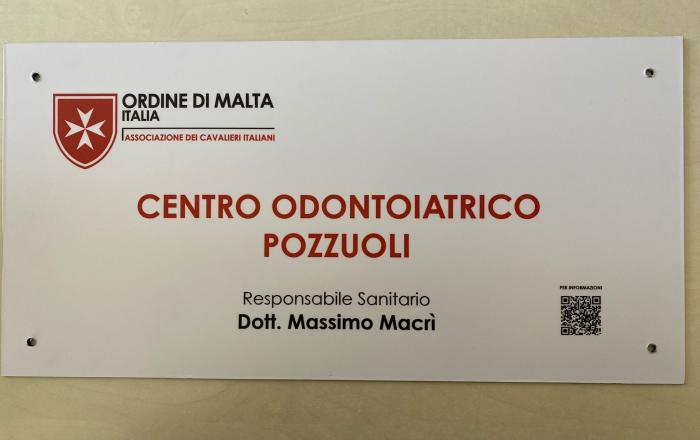 ORDINE DI MALTA
ITALIA
ASSOCIAZIONE DEI CAVALIERI ITALIANI
CENTRO ODONTOIATRICO
POZZUOLI
Responsabile Sanitario
Dott. Massimo Macrì
PER INFORMAZIONI